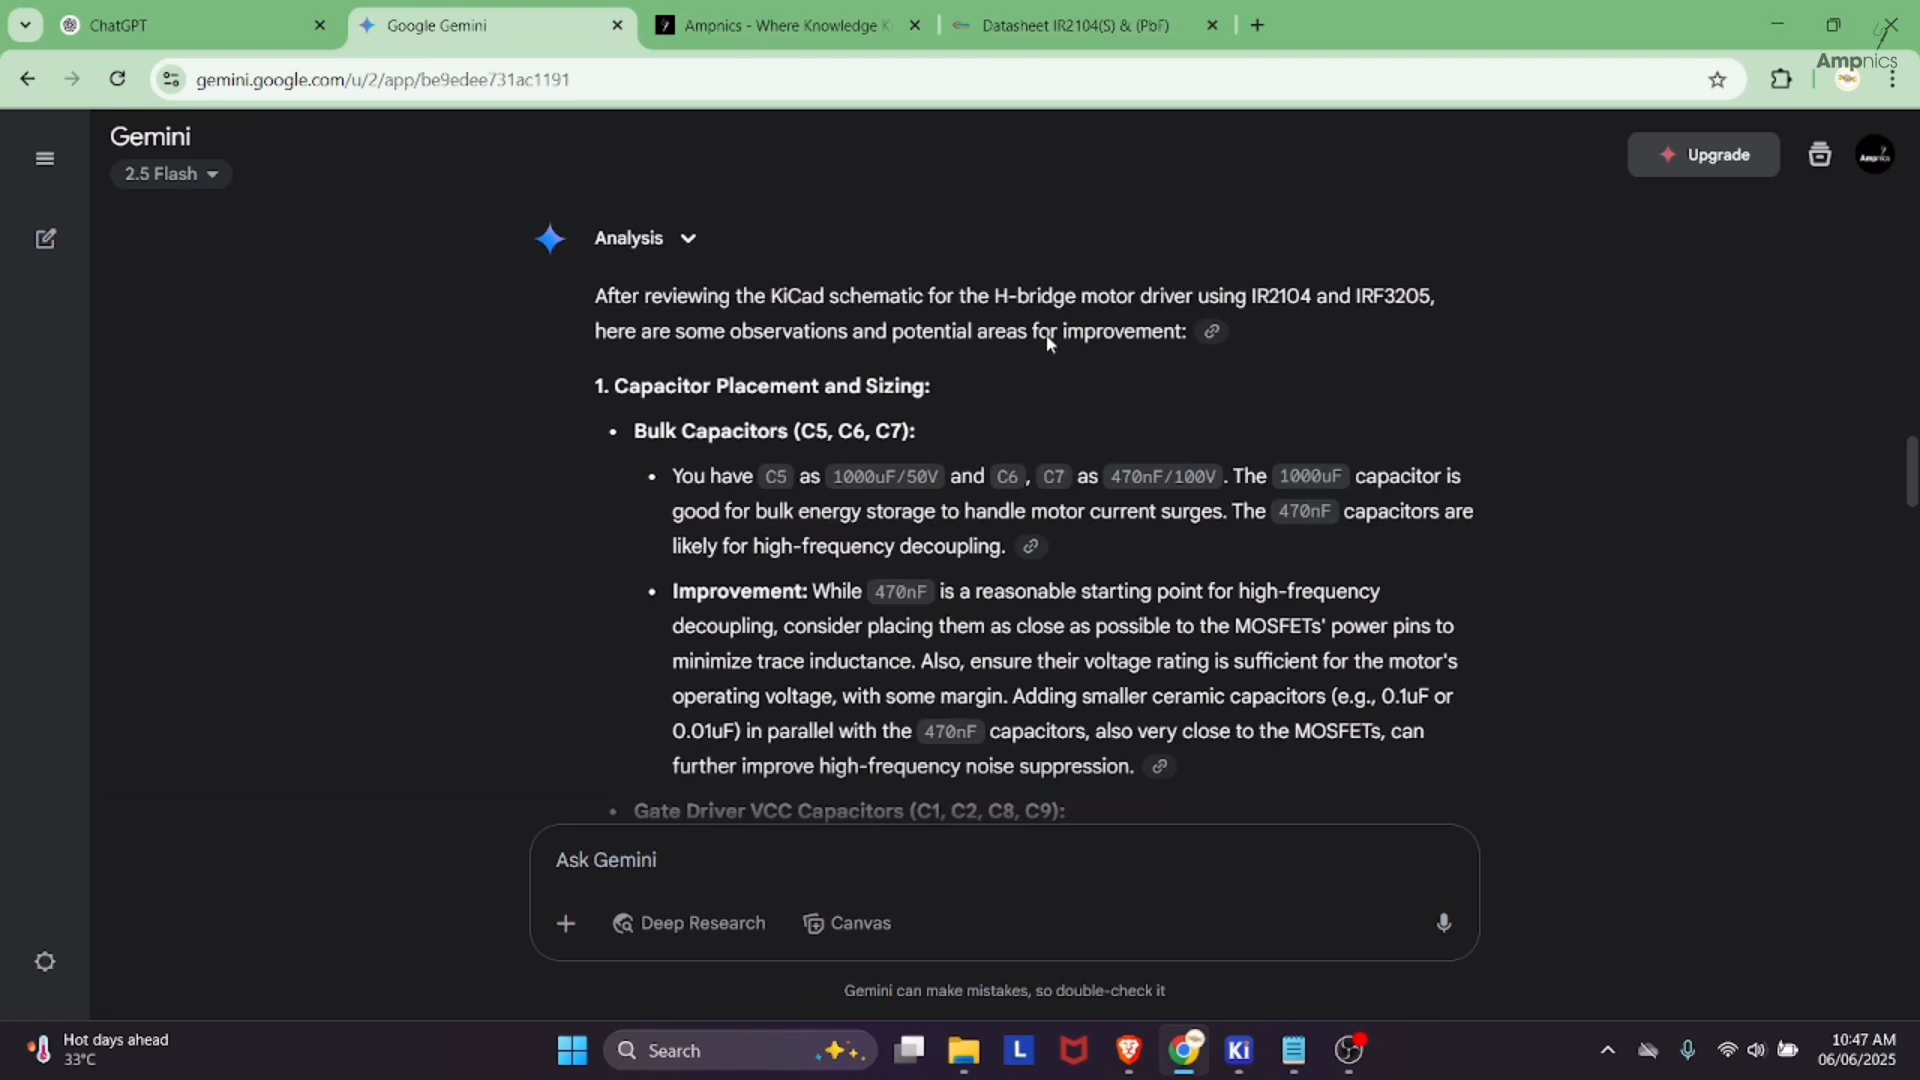 ChatGPT
Google Gemini
Ampnics - Where Knowledge K
Datasheet IR2104(S) & (PbF)
Ampnics
gemini.google.com/u/2/app/be9edee731ac1191
Gemini
2.5 Flash
Upgrade
Ampnics
Analysis
After reviewing the KiCad schematic for the H-bridge motor driver using IR2104 and IRF3205,
here are some observations and potential areas for improvement:
1. Capacitor Placement and Sizing:
• Bulk Capacitors (C5, C6, C7):
• You have C5 as 1000uF/50V and C6 , C7 as 470nF/100V . The 1000uF capacitor is
good for bulk energy storage to handle motor current surges. The 470nF capacitors are
likely for high-frequency decoupling.
• Improvement: While 470nF is a reasonable starting point for high-frequency
decoupling, consider placing them as close as possible to the MOSFETs' power pins to
minimize trace inductance. Also, ensure their voltage rating is sufficient for the motor's
operating voltage, with some margin. Adding smaller ceramic capacitors (e.g., 0.1uF or
0.01uF) in parallel with the 470nF capacitors, also very close to the MOSFETs, can
further improve high-frequency noise suppression.
• Gate Driver VCC Capacitors (C1, C2, C8, C9):
Ask Gemini
Deep Research
Canvas
Gemini can make mistakes, so double-check it
Hot days ahead
33°C
Search
L
Ki
10:47 AM
06/06/2025